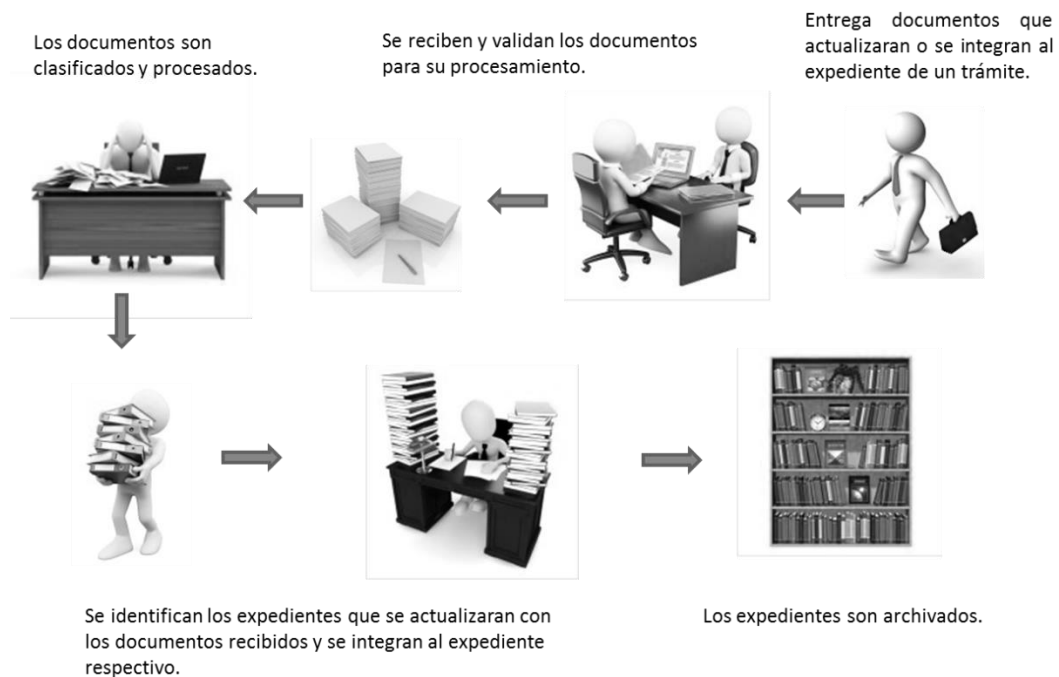 Los documentos son
clasificados y procesados.
Se reciben y validan los documentos
para su procesamiento.
Entrega documentos que
actualizaran o se integran al
expediente de un trámite.
Se identifican los expedientes que se actualizaran con
los documentos recibidos y se integran al expediente
respectivo.
Los expedientes son archivados.